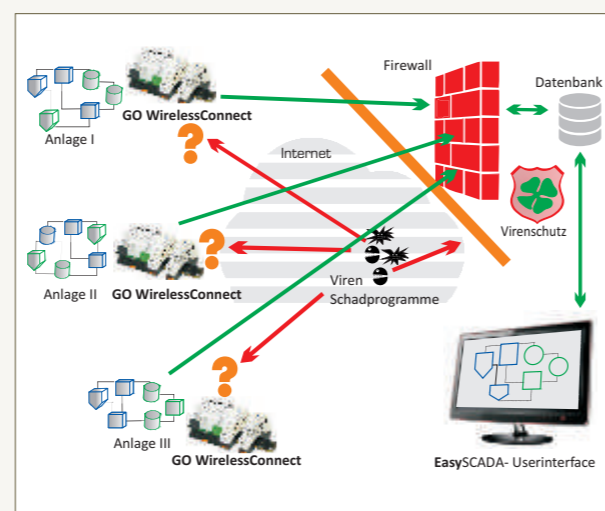 Firewall
Datenbank
GO WirelessConnect
Anlage I
?
Internet
Virenschutz
?
Anlage II
GO WirelessConnect
Viren
Schadprogramme
?
Anlage III
GO WirelessConnect
EasySCADA- Userinterface